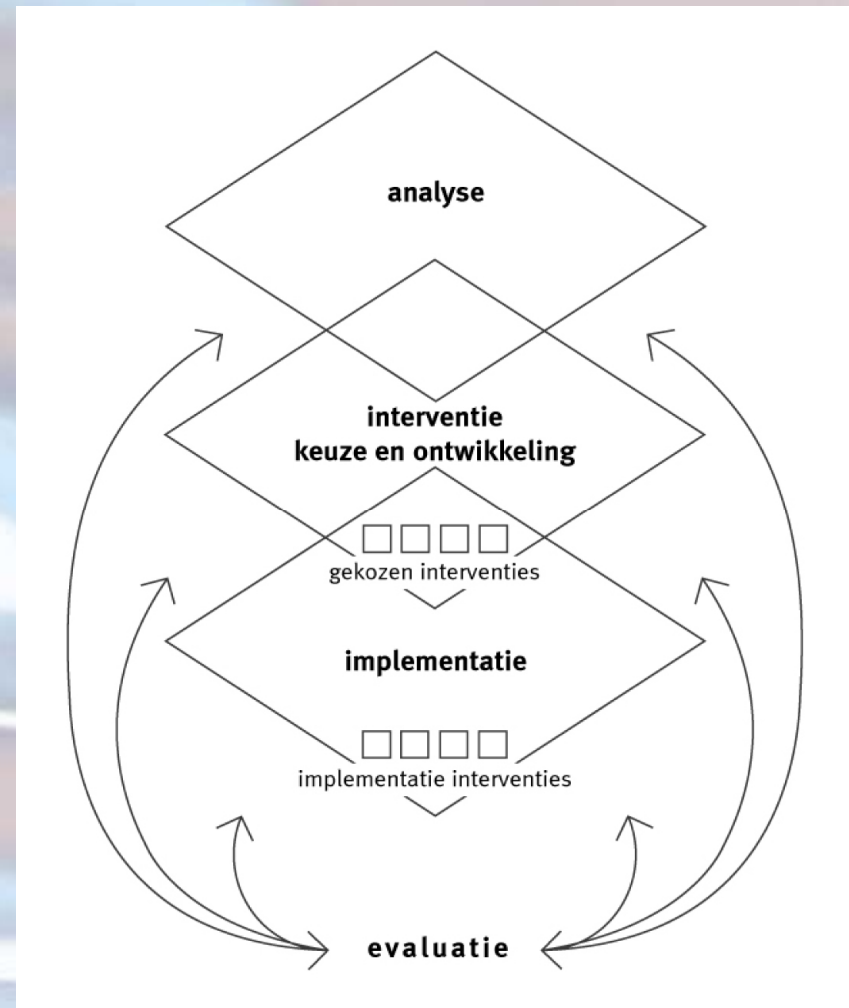 analyse
interventie
keuze en ontwikkeling
gekozen interventies
implementatie
implementatie interventies
evaluatie